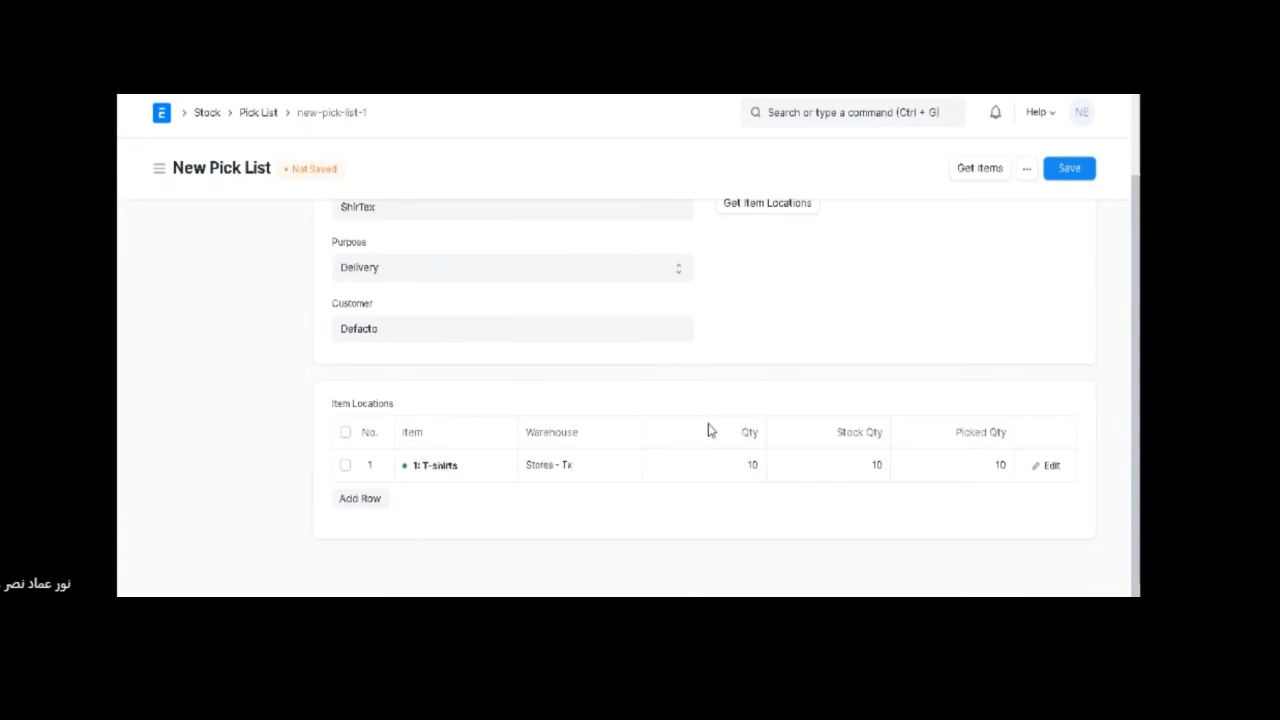 E > Stock > Pick List > new-pick-list-1
Search or type a command (Ctrl + G)
Help
NE
New Pick List
Not Saved
Get Items
...
Save
ShirTex
Get Item Locations
Purpose
Delivery
Customer
Defacto
Item Locations
No. Item Warehouse Qty Stock Qty Picked Qty
1 1: T-shirts Stores - Tx 10 10 10 Edit
Add Row
نور عماد نصر